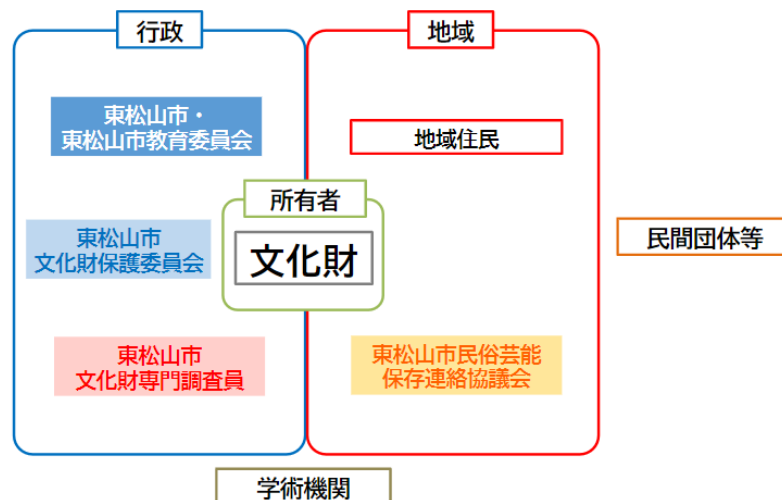 行政
地域
東松山市・
東松山市教育委員会
地域住民
所有者
文化財
東松山市
文化財保護委員会
民間団体等
東松山市
文化財専門調査員
東松山市民俗芸能
保存連絡協議会
学術機関